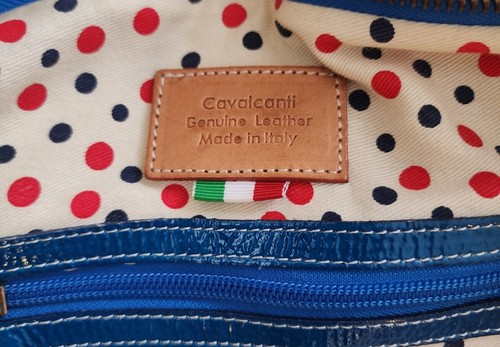 Cavalcanti
Genuine Leather
Made in Italy